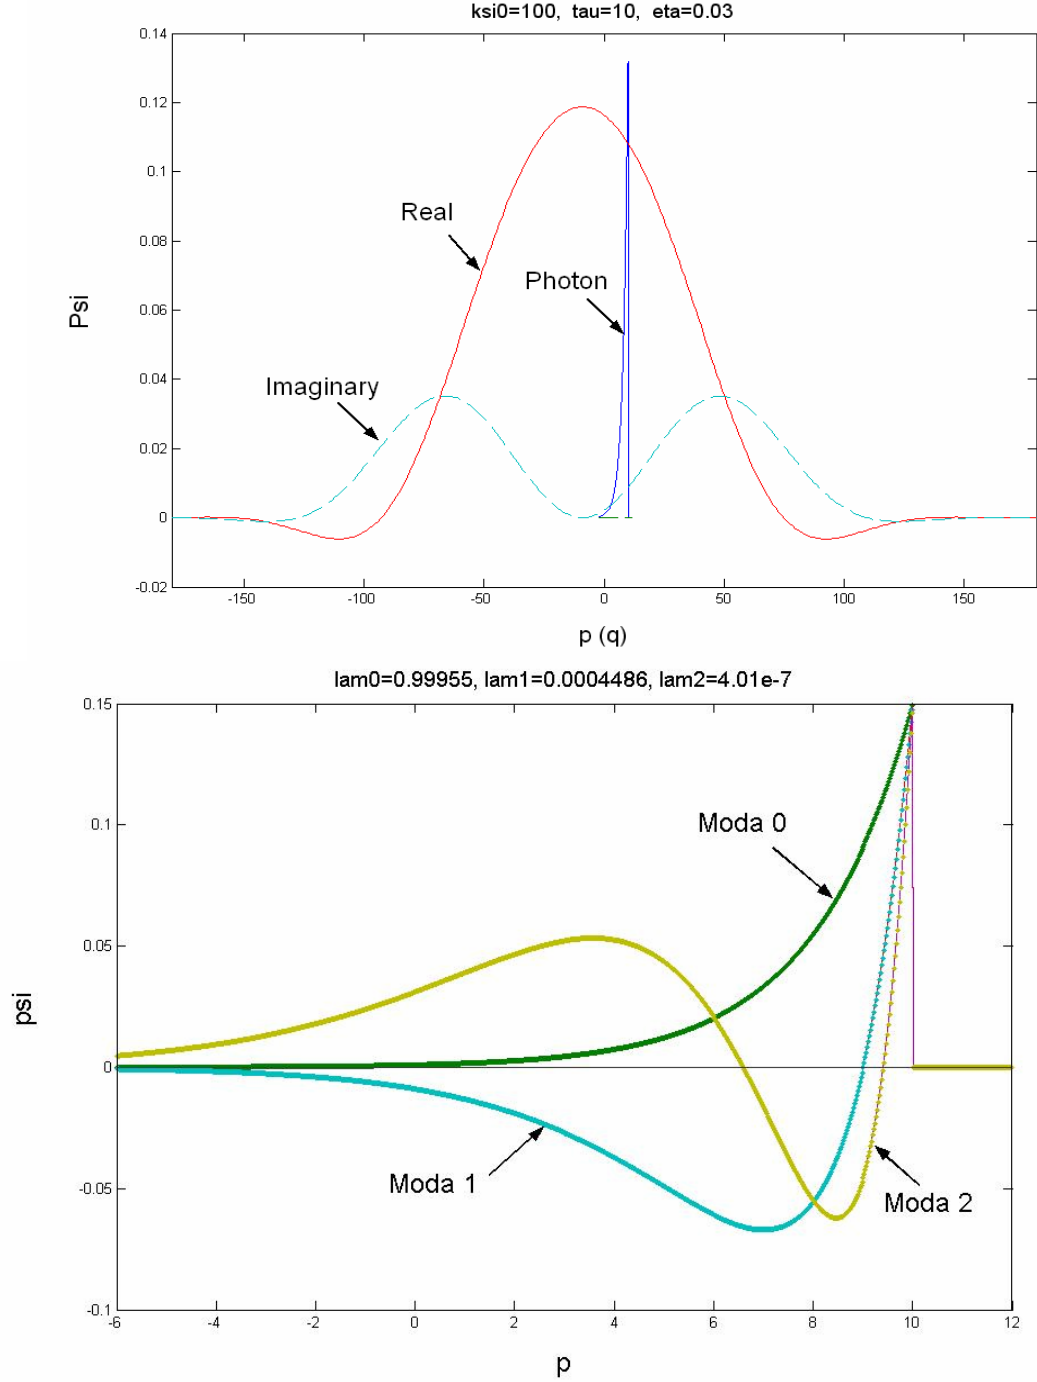 ksi0=100, tau=10, eta=0.03
0.14
0.12
0.1
0.08
0.06
0.04
0.02
0
-0.02
Psi
Real
Photon
Imaginary
-150 -100 -50 0 50 100 150
p (q)
lam0=0.99955, lam1=0.0004486, lam2=4.01e-7
0.15
0.1
0.05
0
-0.05
-0.1
psi
Moda 0
Moda 1
Moda 2
-6 -4 -2 0 2 4 6 8 10 12
p